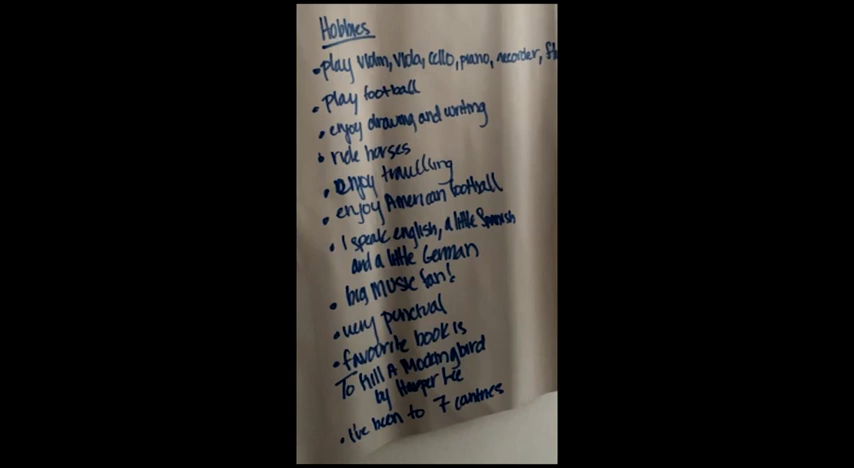 Hobbies
• play violin, viola, cello, piano, recorder,
• play football
• enjoy drawing and writing
• ride horses
• enjoy travelling
• enjoy American football
• I speak english, a little Spanish
and a little German
• big music fan!
• very punctual
• favourite book is
To Kill A Mockingbird
by Harper Lee
• I've been to 7 contries